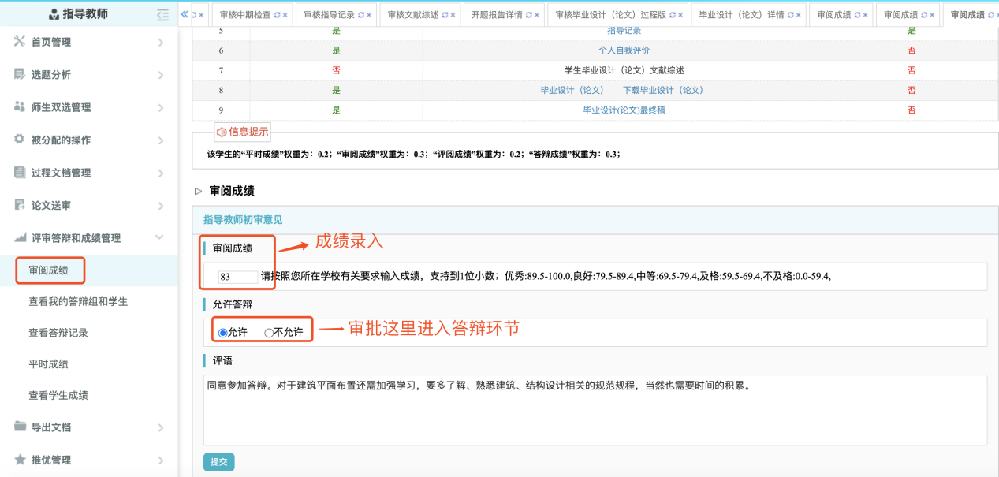 指导教师
审核中期检查 审核指导记录 审核文献综述 开题报告详情 审核毕业设计（论文）过程版 毕业设计（论文）详情 审阅成绩 审阅成绩 审阅成绩
首页管理
选题分析
师生双选管理
被分配的操作
过程文档管理
论文送审
评审答辩和成绩管理
审阅成绩
查看我的答辩组和学生
查看答辩记录
平时成绩
查看学生成绩
导出文档
推优管理
5 是 指导记录 是
6 是 个人自我评价 否
7 否 学生毕业设计（论文）文献综述 否
8 是 毕业设计（论文） 下载毕业设计（论文） 否
9 是 毕业设计(论文)最终稿 否
信息提示
该学生的“平时成绩”权重为：0.2；“审阅成绩”权重为：0.3；“评阅成绩”权重为：0.2；“答辩成绩”权重为：0.3；
审阅成绩
指导教师初审意见
审阅成绩
成绩录入
83 请按照您所在学校有关要求输入成绩，支持到1位小数；优秀:89.5-100.0,良好:79.5-89.4,中等:69.5-79.4,及格:59.5-69.4,不及格:0.0-59.4,
允许答辩
允许 不允许
审批这里进入答辩环节
评语
同意参加答辩。对于建筑平面布置还需加强学习，要多了解、熟悉建筑、结构设计相关的规范规程，当然也需要时间的积累。
提交